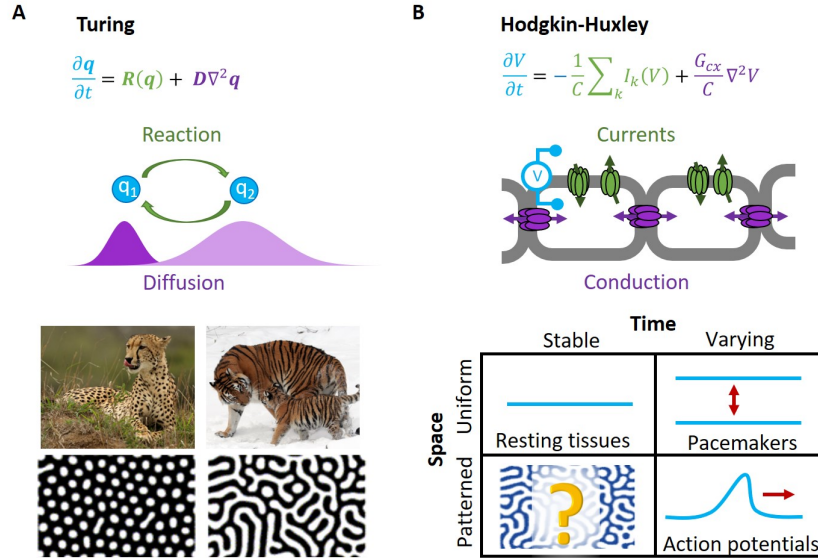 A
Turing
∂q/∂t = R(q) + D∇²q
Reaction
q₁
q₂
Diffusion
B
Hodgkin-Huxley
∂V/∂t = -1/C ∑ₖ Iₖ(V) + G_cx/C ∇²V
Currents
V
Conduction
Time
Stable
Varying
Space
Uniform
Resting tissues
Pacemakers
Patterned
?
Action potentials